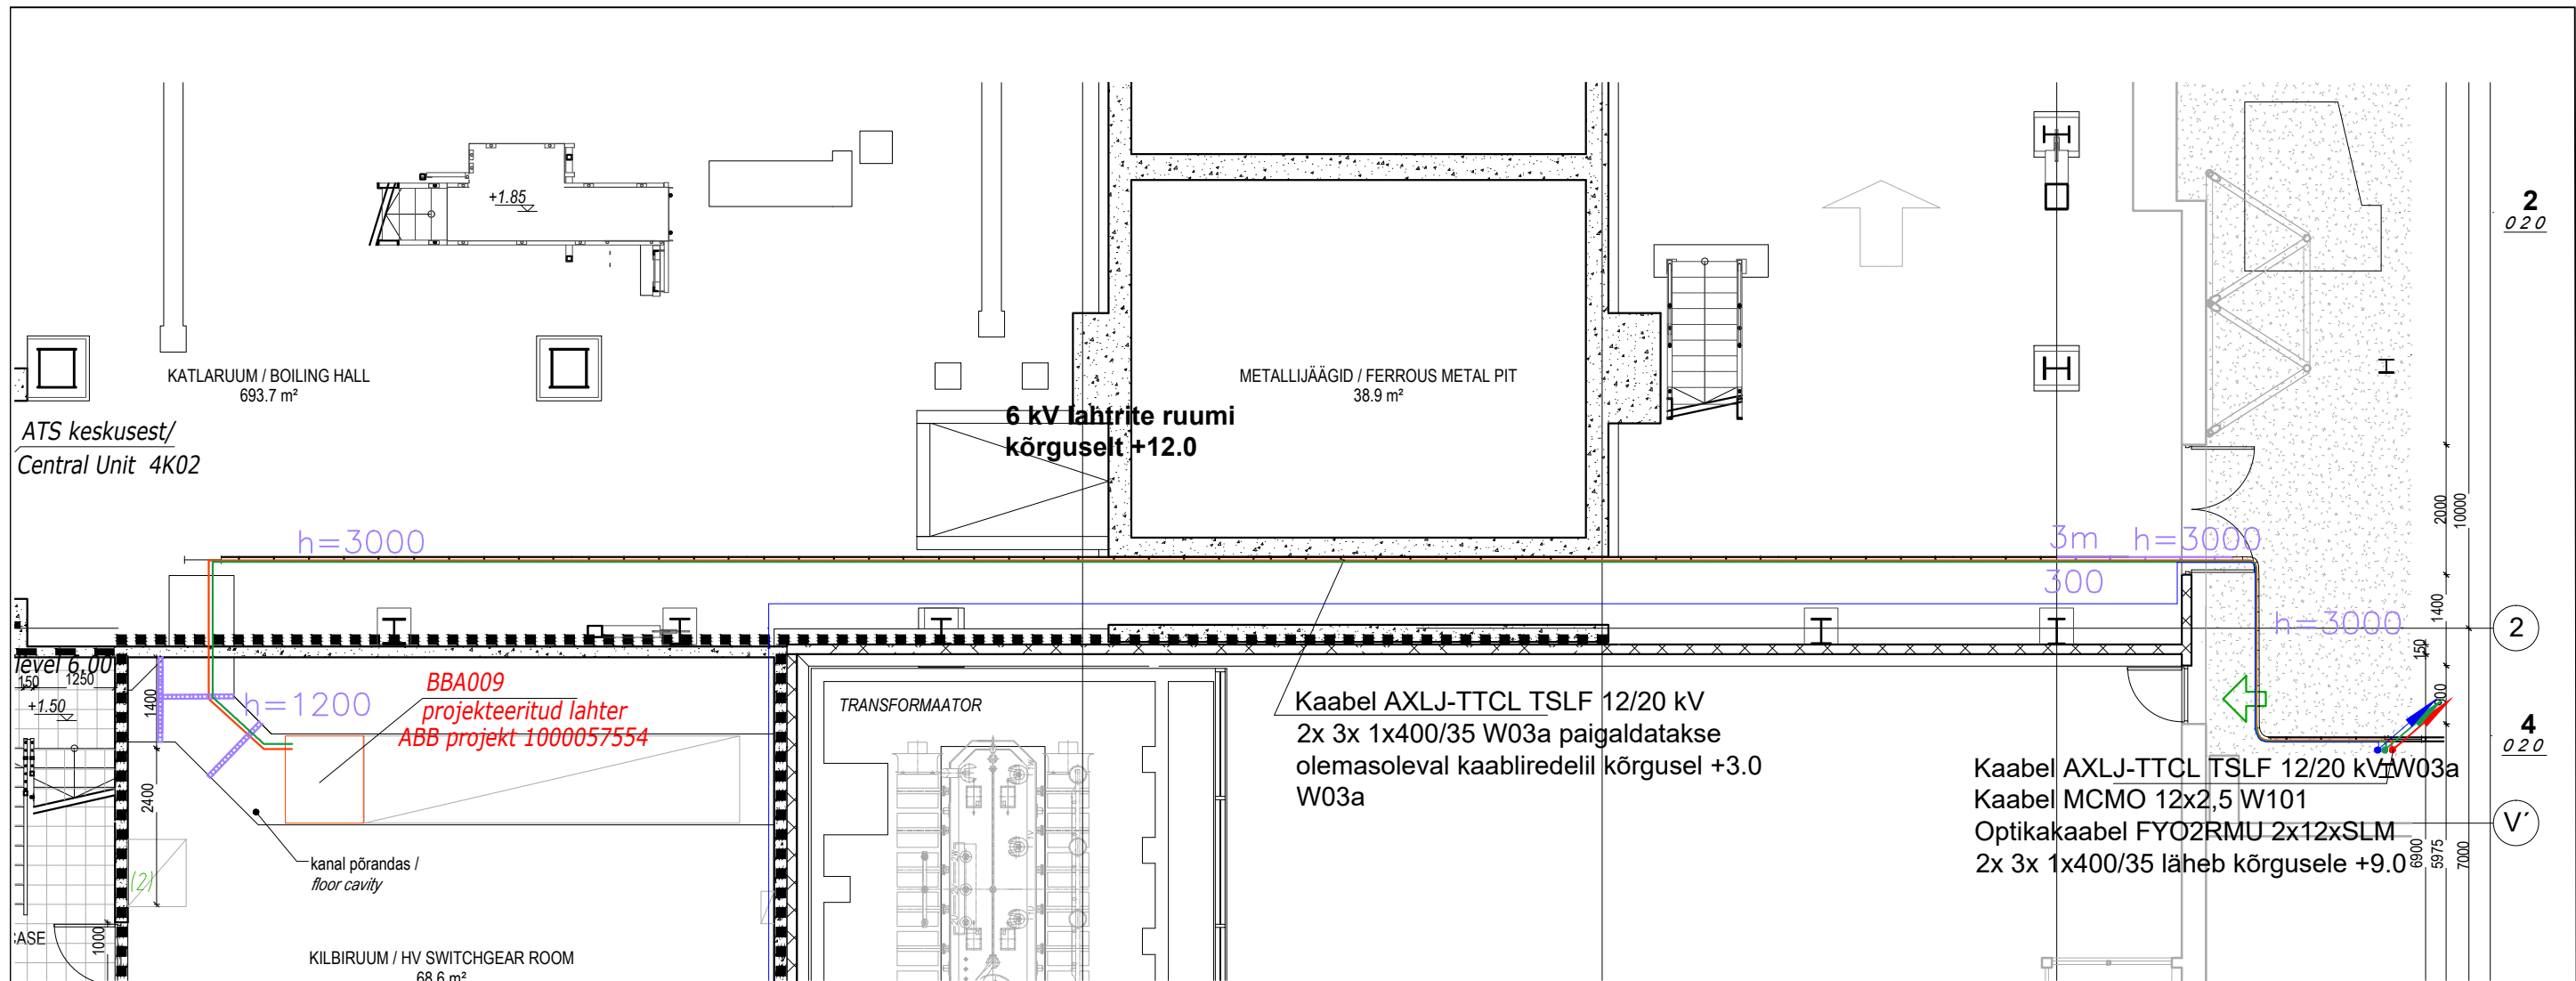 +1.85
2
020
KATLARUUM / BOILING HALL
693.7 m²
METALLIJÄÄGID / FERROUS METAL PIT
38.9 m²
6 kV lahtrite ruumi
kõrguselt +12.0
ATS keskusest/
Central Unit 4K02
2000
10000
h=3000
3m
h=3000
300
1400
h=3000
2
150
level 6.00
150
1250
+1.50
1400
h=1200
BBA009
projekteeritud lahter
ABB projekt 1000057554
TRANSFORMAATOR
Kaabel AXLJ-TTCL TSLF 12/20 kV
2x 3x 1x400/35 W03a paigaldatakse
olemasoleval kaabliredelil kõrgusel +3.0
W03a
4
020
Kaabel AXLJ-TTCL TSLF 12/20 kV W03a
Kaabel MCMO 12x2,5 W101
Optikakaabel FYO2RMU 2x12xSLM
2x 3x 1x400/35 läheb kõrgusele +9.0
V´
6900
5975
7000
2400
kanal põrandas /
floor cavity
(2)
1000
KILBIRUUM / HV SWITCHGEAR ROOM
68.6 m²